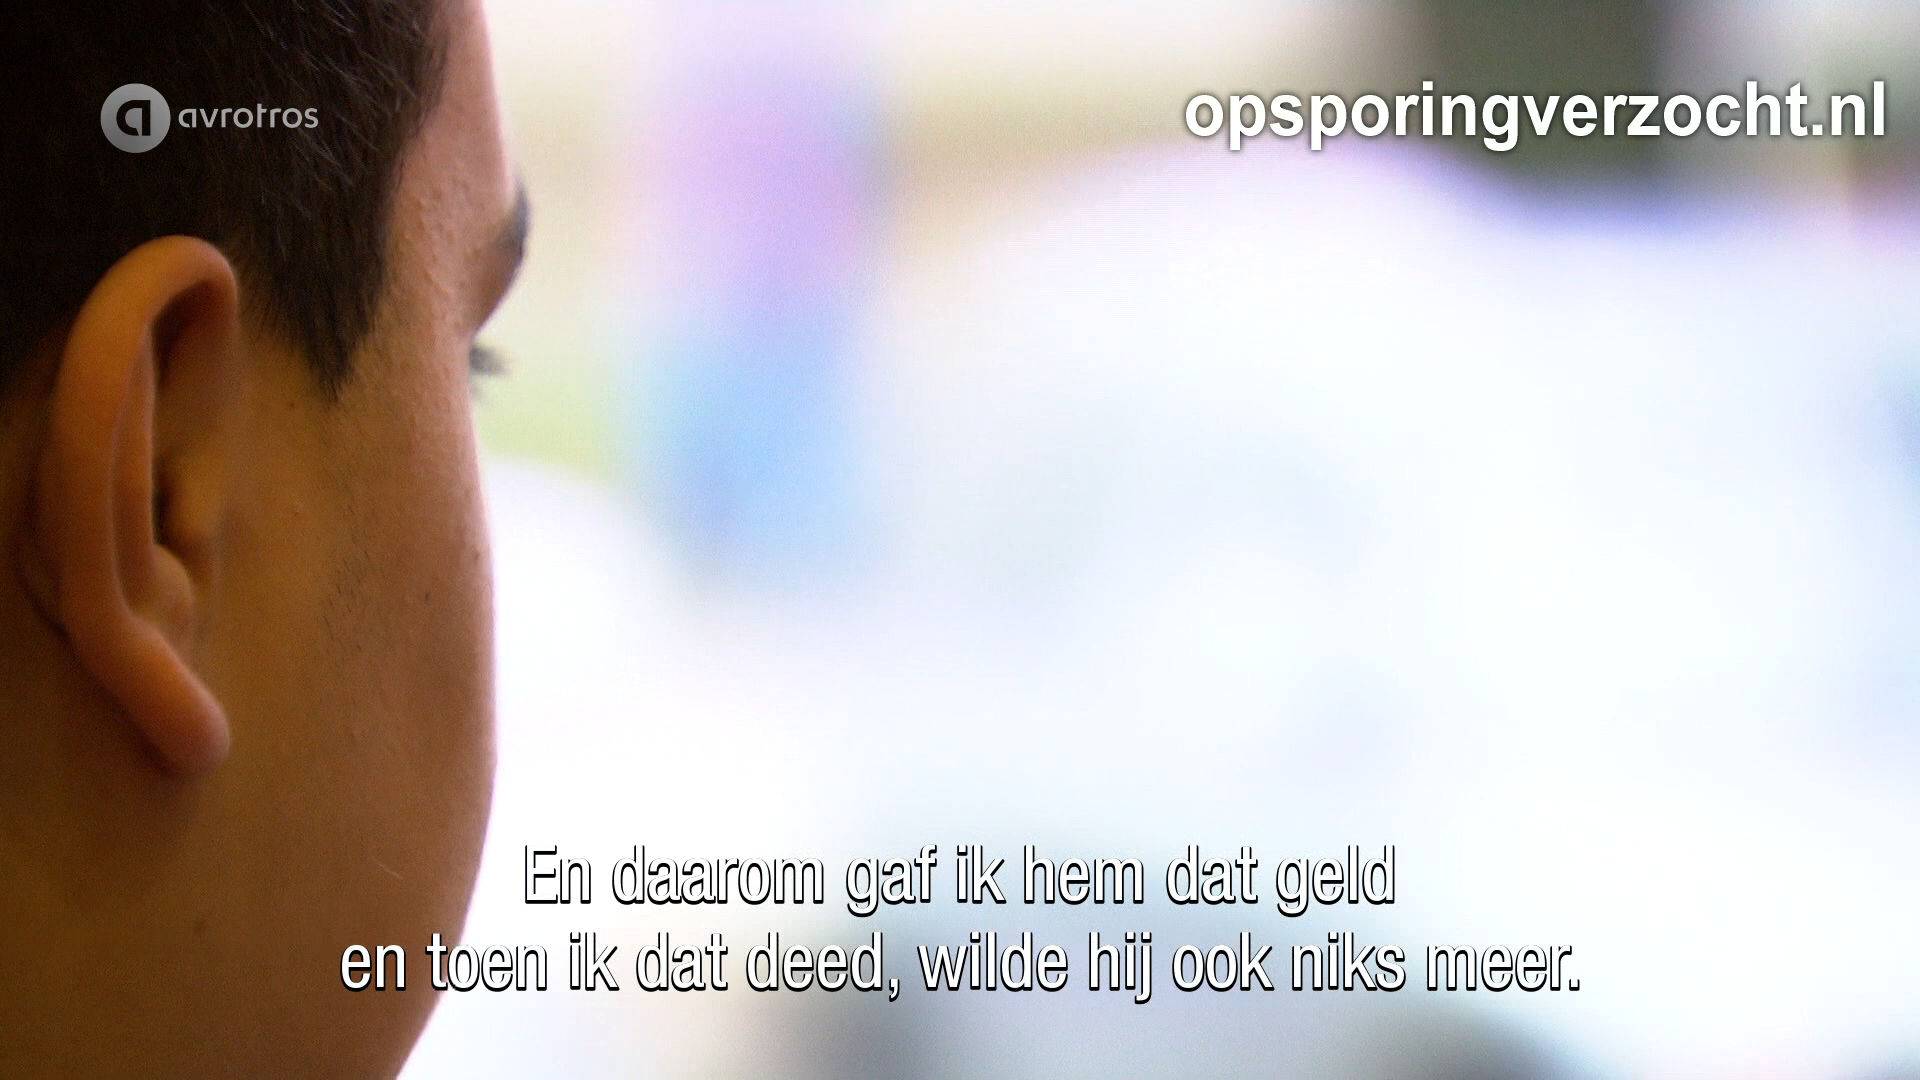 avrotros
opsporingverzocht.nl
En daarom gaf ik hem dat geld
en toen ik dat deed, wilde hij ook niks meer.